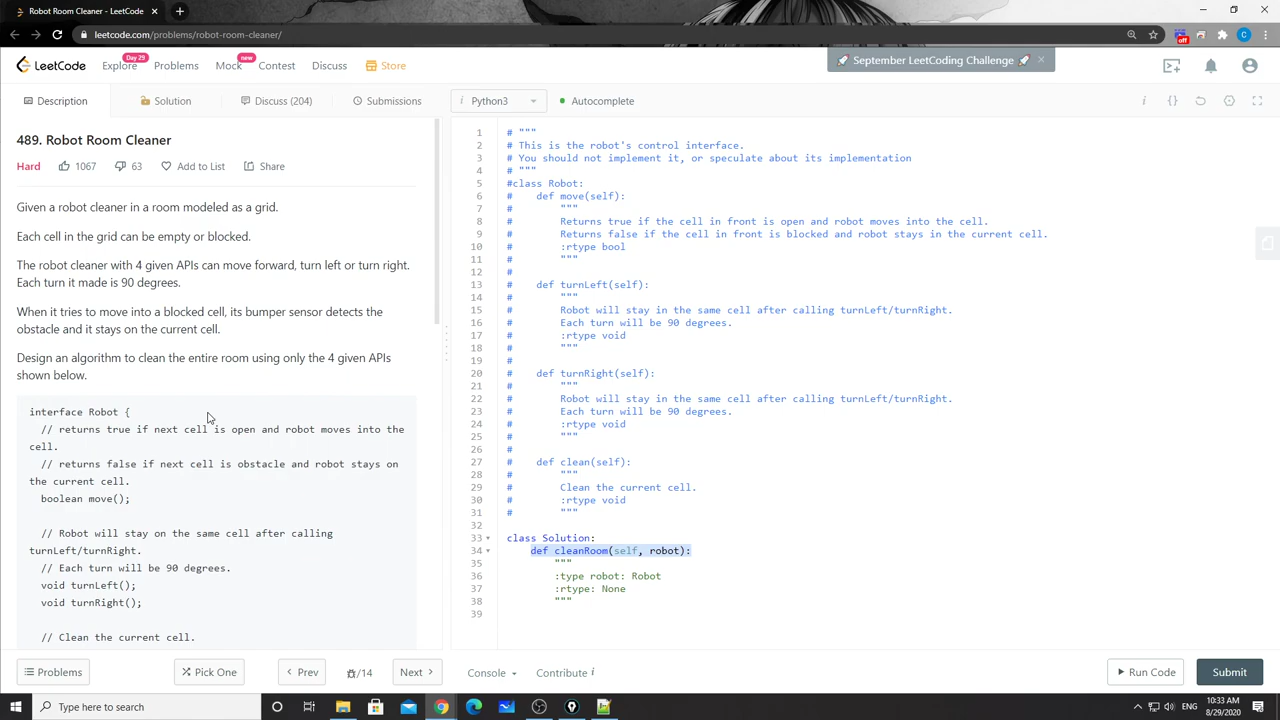 Robot Room Cleaner - LeetCode
leetcode.com/problems/robot-room-cleaner/
off
C
LeetCode
Explore
Day 29
Problems
Mock
new
Contest
Discuss
Store
🚀 September LeetCoding Challenge 🚀
Description
Solution
Discuss (204)
Submissions
i Python3
Autocomplete
489. Robot Room Cleaner
Hard
1067
63
Add to List
Share
Given a robot cleaner in a room modeled as a grid.
Each cell in the grid can be empty or blocked.
The robot cleaner with 4 given APIs can move forward, turn left or turn right.
Each turn it made is 90 degrees.
When it tries to move into a blocked cell, its bumper sensor detects the
obstacle and it stays on the current cell.
Design an algorithm to clean the entire room using only the 4 given APIs
shown below.
interface Robot {
// returns true if next cell is open and robot moves into the
cell.
// returns false if next cell is obstacle and robot stays on
the current cell.
boolean move();
// Robot will stay on the same cell after calling
turnLeft/turnRight.
// Each turn will be 90 degrees.
void turnLeft();
void turnRight();
// Clean the current cell.
1 # """
2 # This is the robot's control interface.
3 # You should not implement it, or speculate about its implementation
4 # """
5 #class Robot:
6 #    def move(self):
7 #        """
8 #        Returns true if the cell in front is open and robot moves into the cell.
9 #        Returns false if the cell in front is blocked and robot stays in the current cell.
10 #        :rtype bool
11 #        """
12 #
13 #    def turnLeft(self):
14 #        """
15 #        Robot will stay in the same cell after calling turnLeft/turnRight.
16 #        Each turn will be 90 degrees.
17 #        :rtype void
18 #        """
19 #
20 #    def turnRight(self):
21 #        """
22 #        Robot will stay in the same cell after calling turnLeft/turnRight.
23 #        Each turn will be 90 degrees.
24 #        :rtype void
25 #        """
26 #
27 #    def clean(self):
28 #        """
29 #        Clean the current cell.
30 #        :rtype void
31 #        """
32
33 class Solution:
34     def cleanRoom(self, robot):
35         """
36         :type robot: Robot
37         :rtype: None
38         """
39
Problems
Pick One
Prev
/14
Next
Console
Contribute i
Run Code
Submit
Type here to search
ENG
10:33 AM
8/29/2020